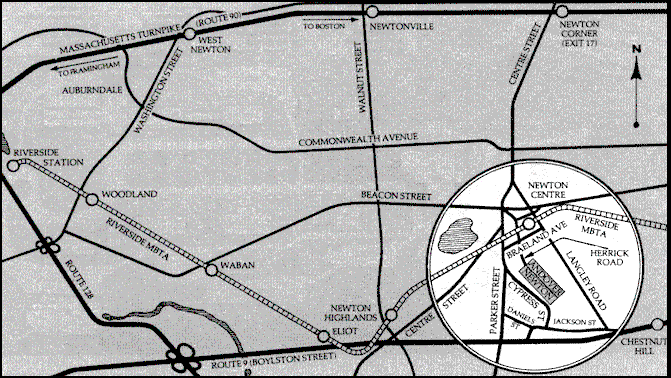 MASSACHUSETTS TURNPIKE (ROUTE 90)
TO BOSTON
NEWTONVILLE
NEWTON
CORNER
(EXIT 17)
WEST
NEWTON
TO FRAMINGHAM
AUBURNDALE
WASHINGTON STREET
WALNUT STREET
CENTRE STREET
N
COMMONWEALTH AVENUE
RIVERSIDE
STATION
WOODLAND
BEACON STREET
NEWTON
CENTRE
RIVERSIDE
MBTA
RIVERSIDE MBTA
BRAELAND AVE
HERRICK
ROAD
WABAN
ROUTE 128
ANDOVER
NEWTON
LANGLEY ROAD
CYPRESS
ST
PARKER STREET
DANIELS
ST
JACKSON ST
NEWTON
HIGHLANDS
ELIOT
CENTRE STREET
CHESTNUT
HILL
ROUTE 9 (BOYLSTON STREET)